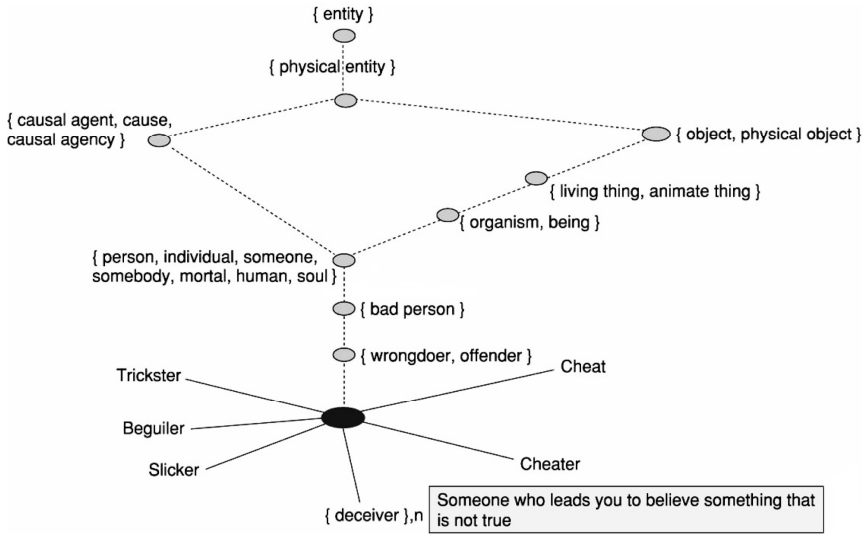 { entity }
{ physical entity }
{ causal agent, cause,
causal agency }
{ object, physical object }
{ living thing, animate thing }
{ organism, being }
{ person, individual, someone,
somebody, mortal, human, soul }
{ bad person }
{ wrongdoer, offender }
Trickster
Cheat
Beguiler
Slicker
Cheater
{ deceiver },n
Someone who leads you to believe something that
is not true